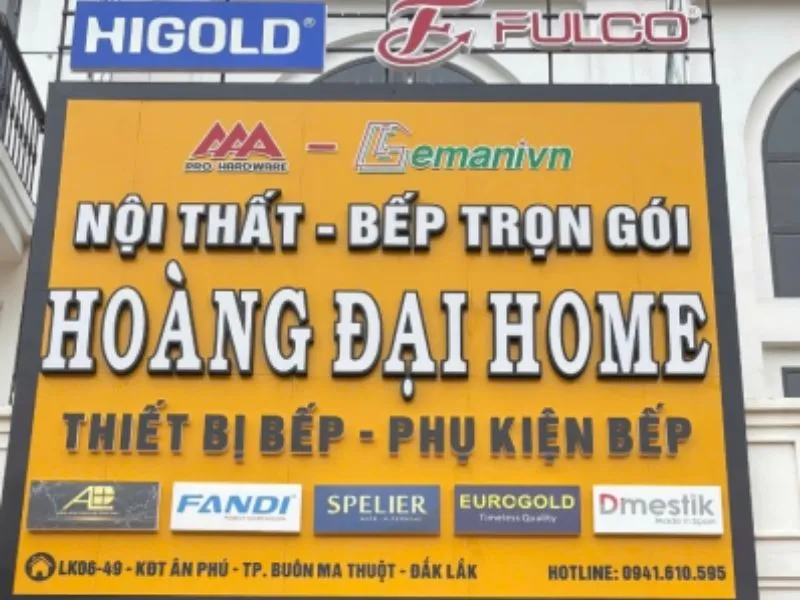 HIGOLD®
FULCO®
AAA - Gemanivn
PRO HARDWARE
NỘI THẤT - BẾP TRỌN GÓI
HOÀNG ĐẠI HOME
THIẾT BỊ BẾP - PHỤ KIỆN BẾP
FANDI SPELIER EUROGOLD Dmestik
Timeless Quality Made in Spain
LK06-49 - KĐT ÂN PHÚ - TP. BUÔN MA THUỘT - ĐẮK LẮK HOTLINE: 0941.610.595